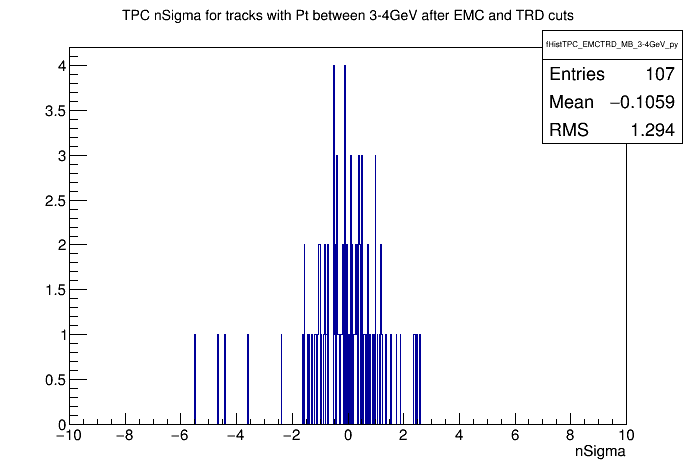 TPC nSigma for tracks with Pt between 3-4GeV after EMC and TRD cuts
fHistTPC_EMCTRD_MB_3-4GeV_py
Entries 107
Mean −0.1059
RMS 1.294
4
3.5
3
2.5
2
1.5
1
0.5
0
−10 −8 −6 −4 −2 0 2 4 6 8 10
nSigma